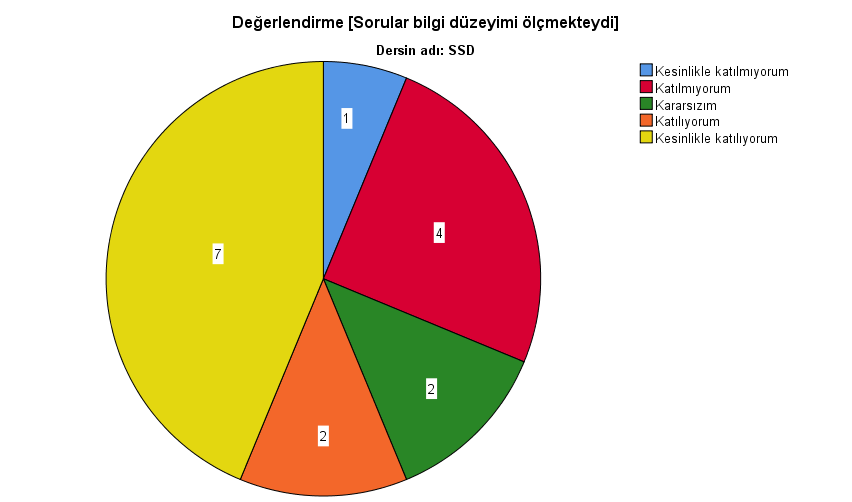 Değerlendirme [Sorular bilgi düzeyimi ölçmekteydi]
Dersin adı: SSD
Kesinlikle katılmıyorum
Katılmıyorum
Kararsızım
Katılıyorum
Kesinlikle katılıyorum
1
4
7
2
2